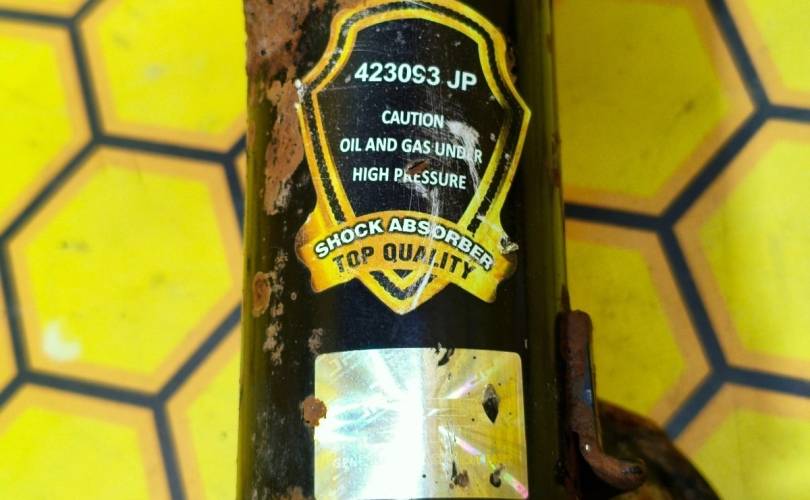 423093 JP
CAUTION
OIL AND GAS UNDER
HIGH PRESSURE
SHOCK ABSORBER
TOP QUALITY